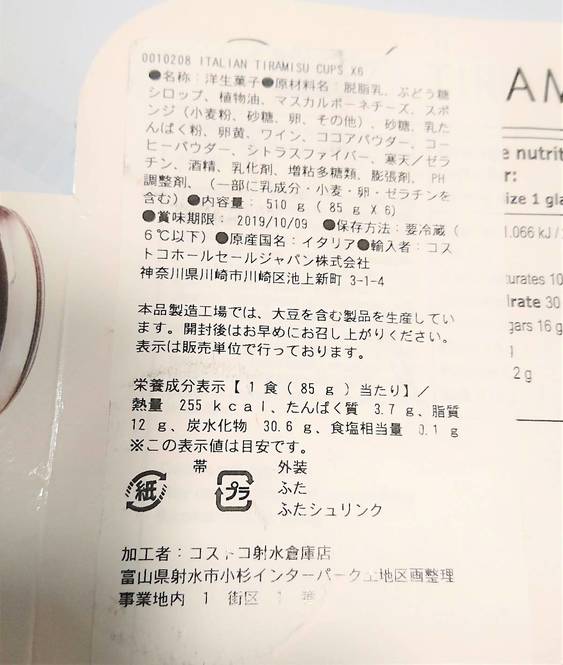 0010208 ITALIAN TIRAMISU CUPS X6
●名称：洋生菓子●原材料名：脱脂乳、ぶどう糖
シロップ、植物油、マスカルポーネチーズ、スポ
ンジ（小麦粉、砂糖、卵、その他）、砂糖、乳た
んぱく粉、卵黄、ワイン、ココアパウダー、コー
ヒーパウダー、シトラスファイバー、寒天／ゼラ
チン、酒精、乳化剤、増粘多糖類、膨張剤、PH
調整剤、（一部に乳成分・小麦・卵・ゼラチンを
含む）●内容量： 510 g ( 85 g X 6)
●賞味期限： 2019/10/09 ●保存方法：要冷蔵（
6℃以下）●原産国名：イタリア●輸入者：コス
トコホールセールジャパン株式会社
神奈川県川崎市川崎区池上新町 3-1-4
本品製造工場では、大豆を含む製品を生産してい
ます。開封後はお早めにお召し上がりください。
表示は販売単位で行っております。
栄養成分表示【 1 食 ( 85 g ) 当たり】／
熱量 255 kcal、たんぱく質 3.7 g、脂質
12 g、炭水化物 30.6 g、食塩相当量 0.1 g
※この表示値は目安です。
帯 外装
紙 プラ ふた
ふたシュリンク
加工者：コストコ射水倉庫店
富山県射水市小杉インターパーク土地区画整理
事業地内 1 街区 1
AM
e nutrit
r:
ize 1 gla
1.066 kJ /
urates 10
Irate 30
gars 16 g
2 g